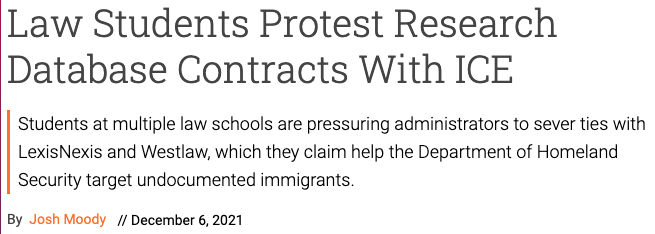 Law Students Protest Research
Database Contracts With ICE
Students at multiple law schools are pressuring administrators to sever ties with
LexisNexis and Westlaw, which they claim help the Department of Homeland
Security target undocumented immigrants.
By Josh Moody // December 6, 2021